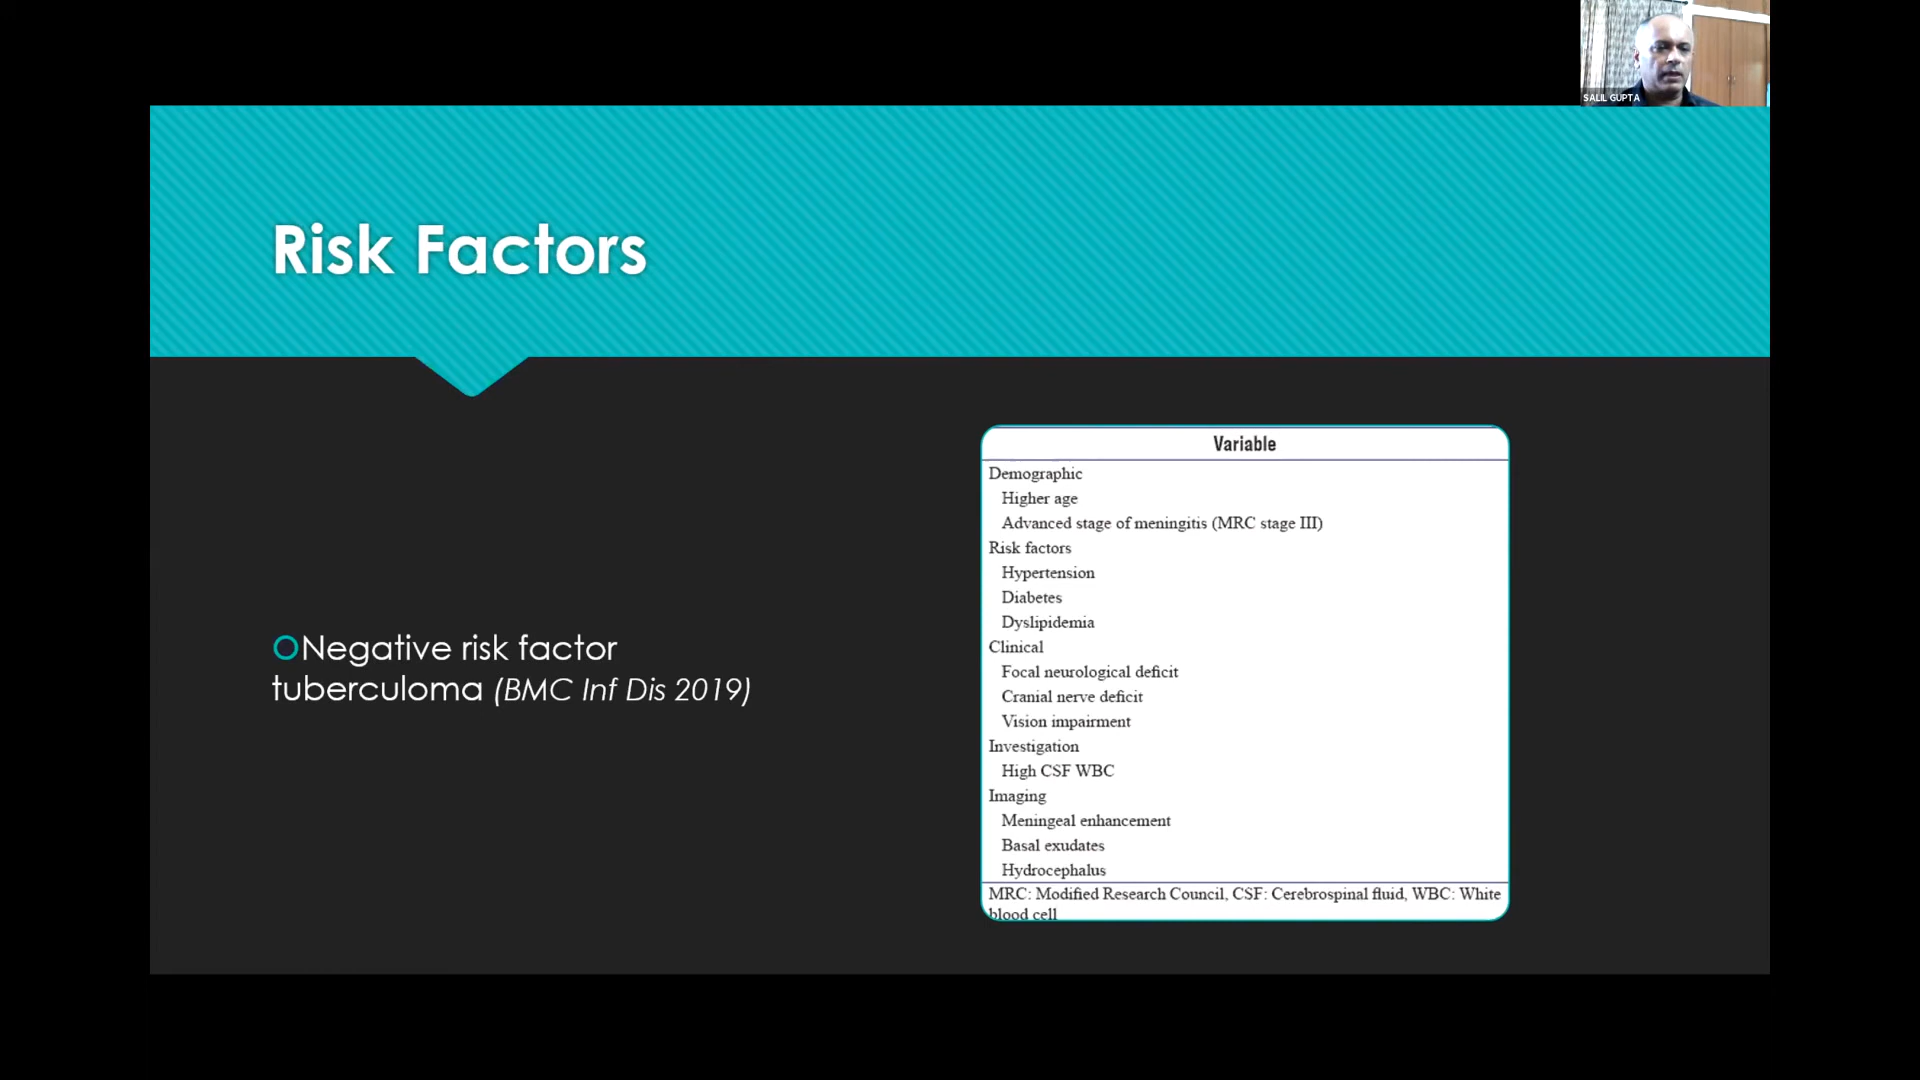 SALIL GUPTA
Risk Factors
Negative risk factor
tuberculoma (BMC Inf Dis 2019)
Variable
Demographic
Higher age
Advanced stage of meningitis (MRC stage III)
Risk factors
Hypertension
Diabetes
Dyslipidemia
Clinical
Focal neurological deficit
Cranial nerve deficit
Vision impairment
Investigation
High CSF WBC
Imaging
Meningeal enhancement
Basal exudates
Hydrocephalus
MRC: Modified Research Council, CSF: Cerebrospinal fluid, WBC: White
blood cell